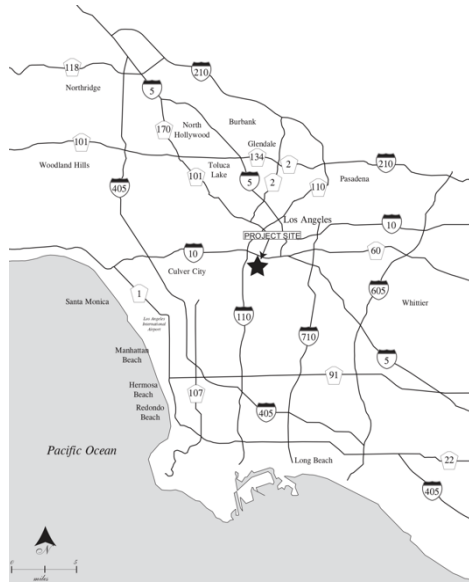 210
118
5
Northridge
Burbank
170
North
Hollywood
101
Glendale
134
2
210
Woodland Hills
Toluca
Lake
405
101
5
2
110
Pasadena
Los Angeles
PROJECT SITE
10
10
60
Culver City
605
1
Santa Monica
Whittier
Los Angeles
International
Airport
110
710
Manhattan
Beach
5
91
Hermosa
Beach
107
Redondo
Beach
405
Pacific Ocean
Long Beach
22
405
N
miles